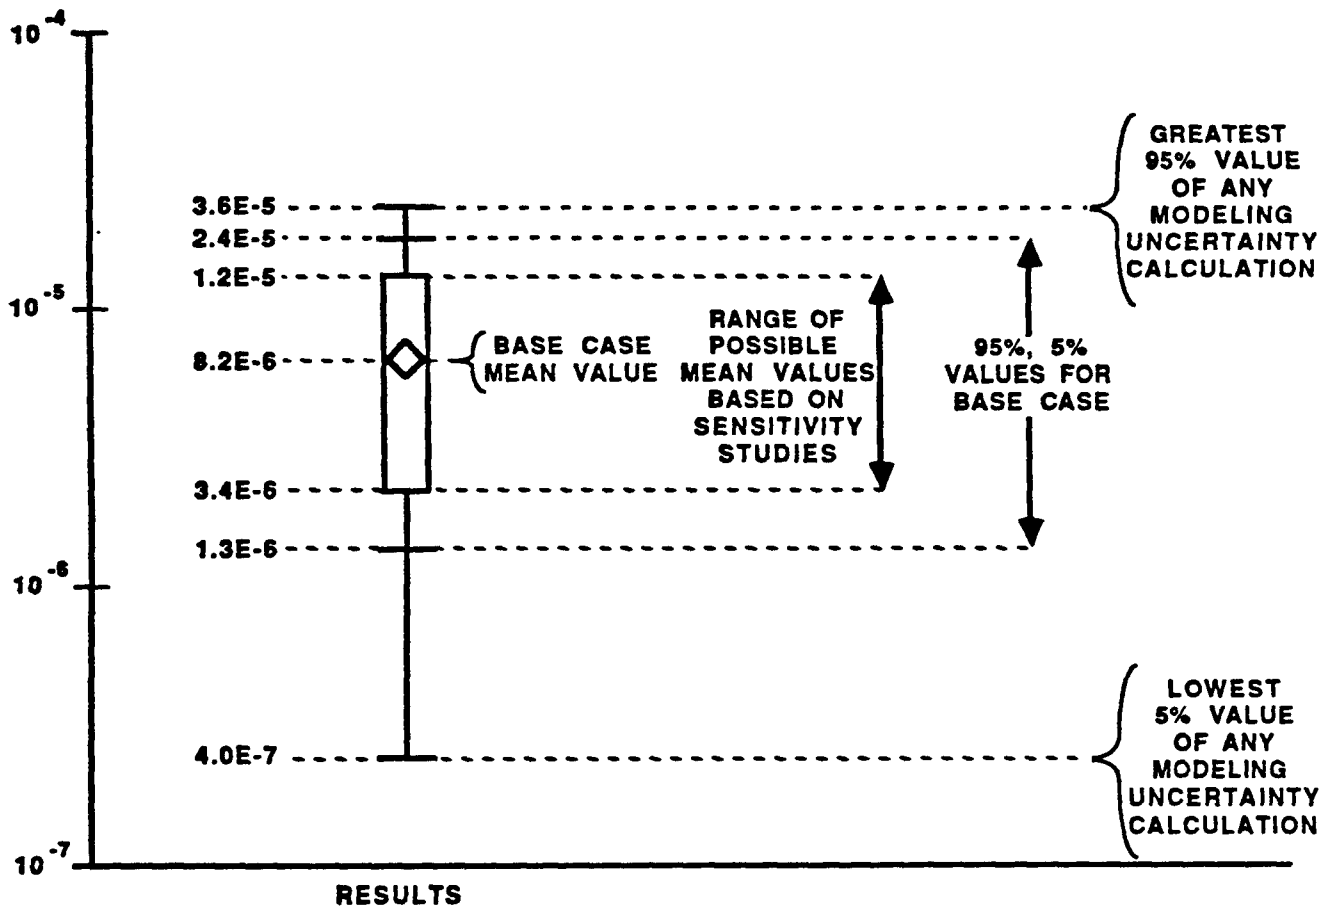 10⁻⁴
GREATEST
95% VALUE
OF ANY
MODELING
UNCERTAINTY
CALCULATION
3.6E-5
2.4E-5
1.2E-5
10⁻⁵
8.2E-6
BASE CASE
MEAN VALUE
RANGE OF
POSSIBLE
MEAN VALUES
BASED ON
SENSITIVITY
STUDIES
95%, 5%
VALUES FOR
BASE CASE
3.4E-6
1.3E-6
10⁻⁶
4.0E-7
LOWEST
5% VALUE
OF ANY
MODELING
UNCERTAINTY
CALCULATION
10⁻⁷
RESULTS